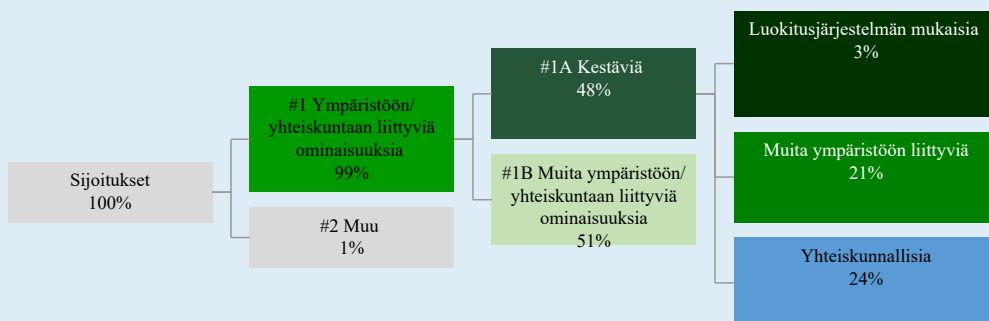 Sijoitukset
100%
#1 Ympäristöön/
yhteiskuntaan liittyviä
ominaisuuksia
99%
#2 Muu
1%
#1A Kestäviä
48%
#1B Muita ympäristöön/
yhteiskuntaan liittyviä
ominaisuuksia
51%
Luokitusjärjestelmän mukaisia
3%
Muita ympäristöön liittyviä
21%
Yhteiskunnallisia
24%